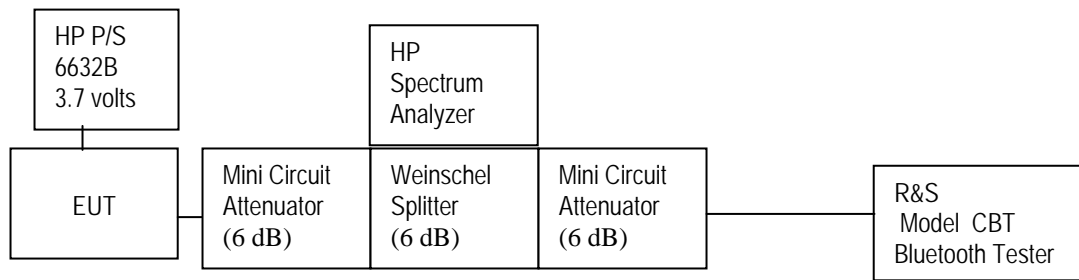 HP P/S
6632B
3.7 volts
HP
Spectrum
Analyzer
EUT
Mini Circuit
Attenuator
(6 dB)
Weinschel
Splitter
(6 dB)
Mini Circuit
Attenuator
(6 dB)
R&S
Model CBT
Bluetooth Tester